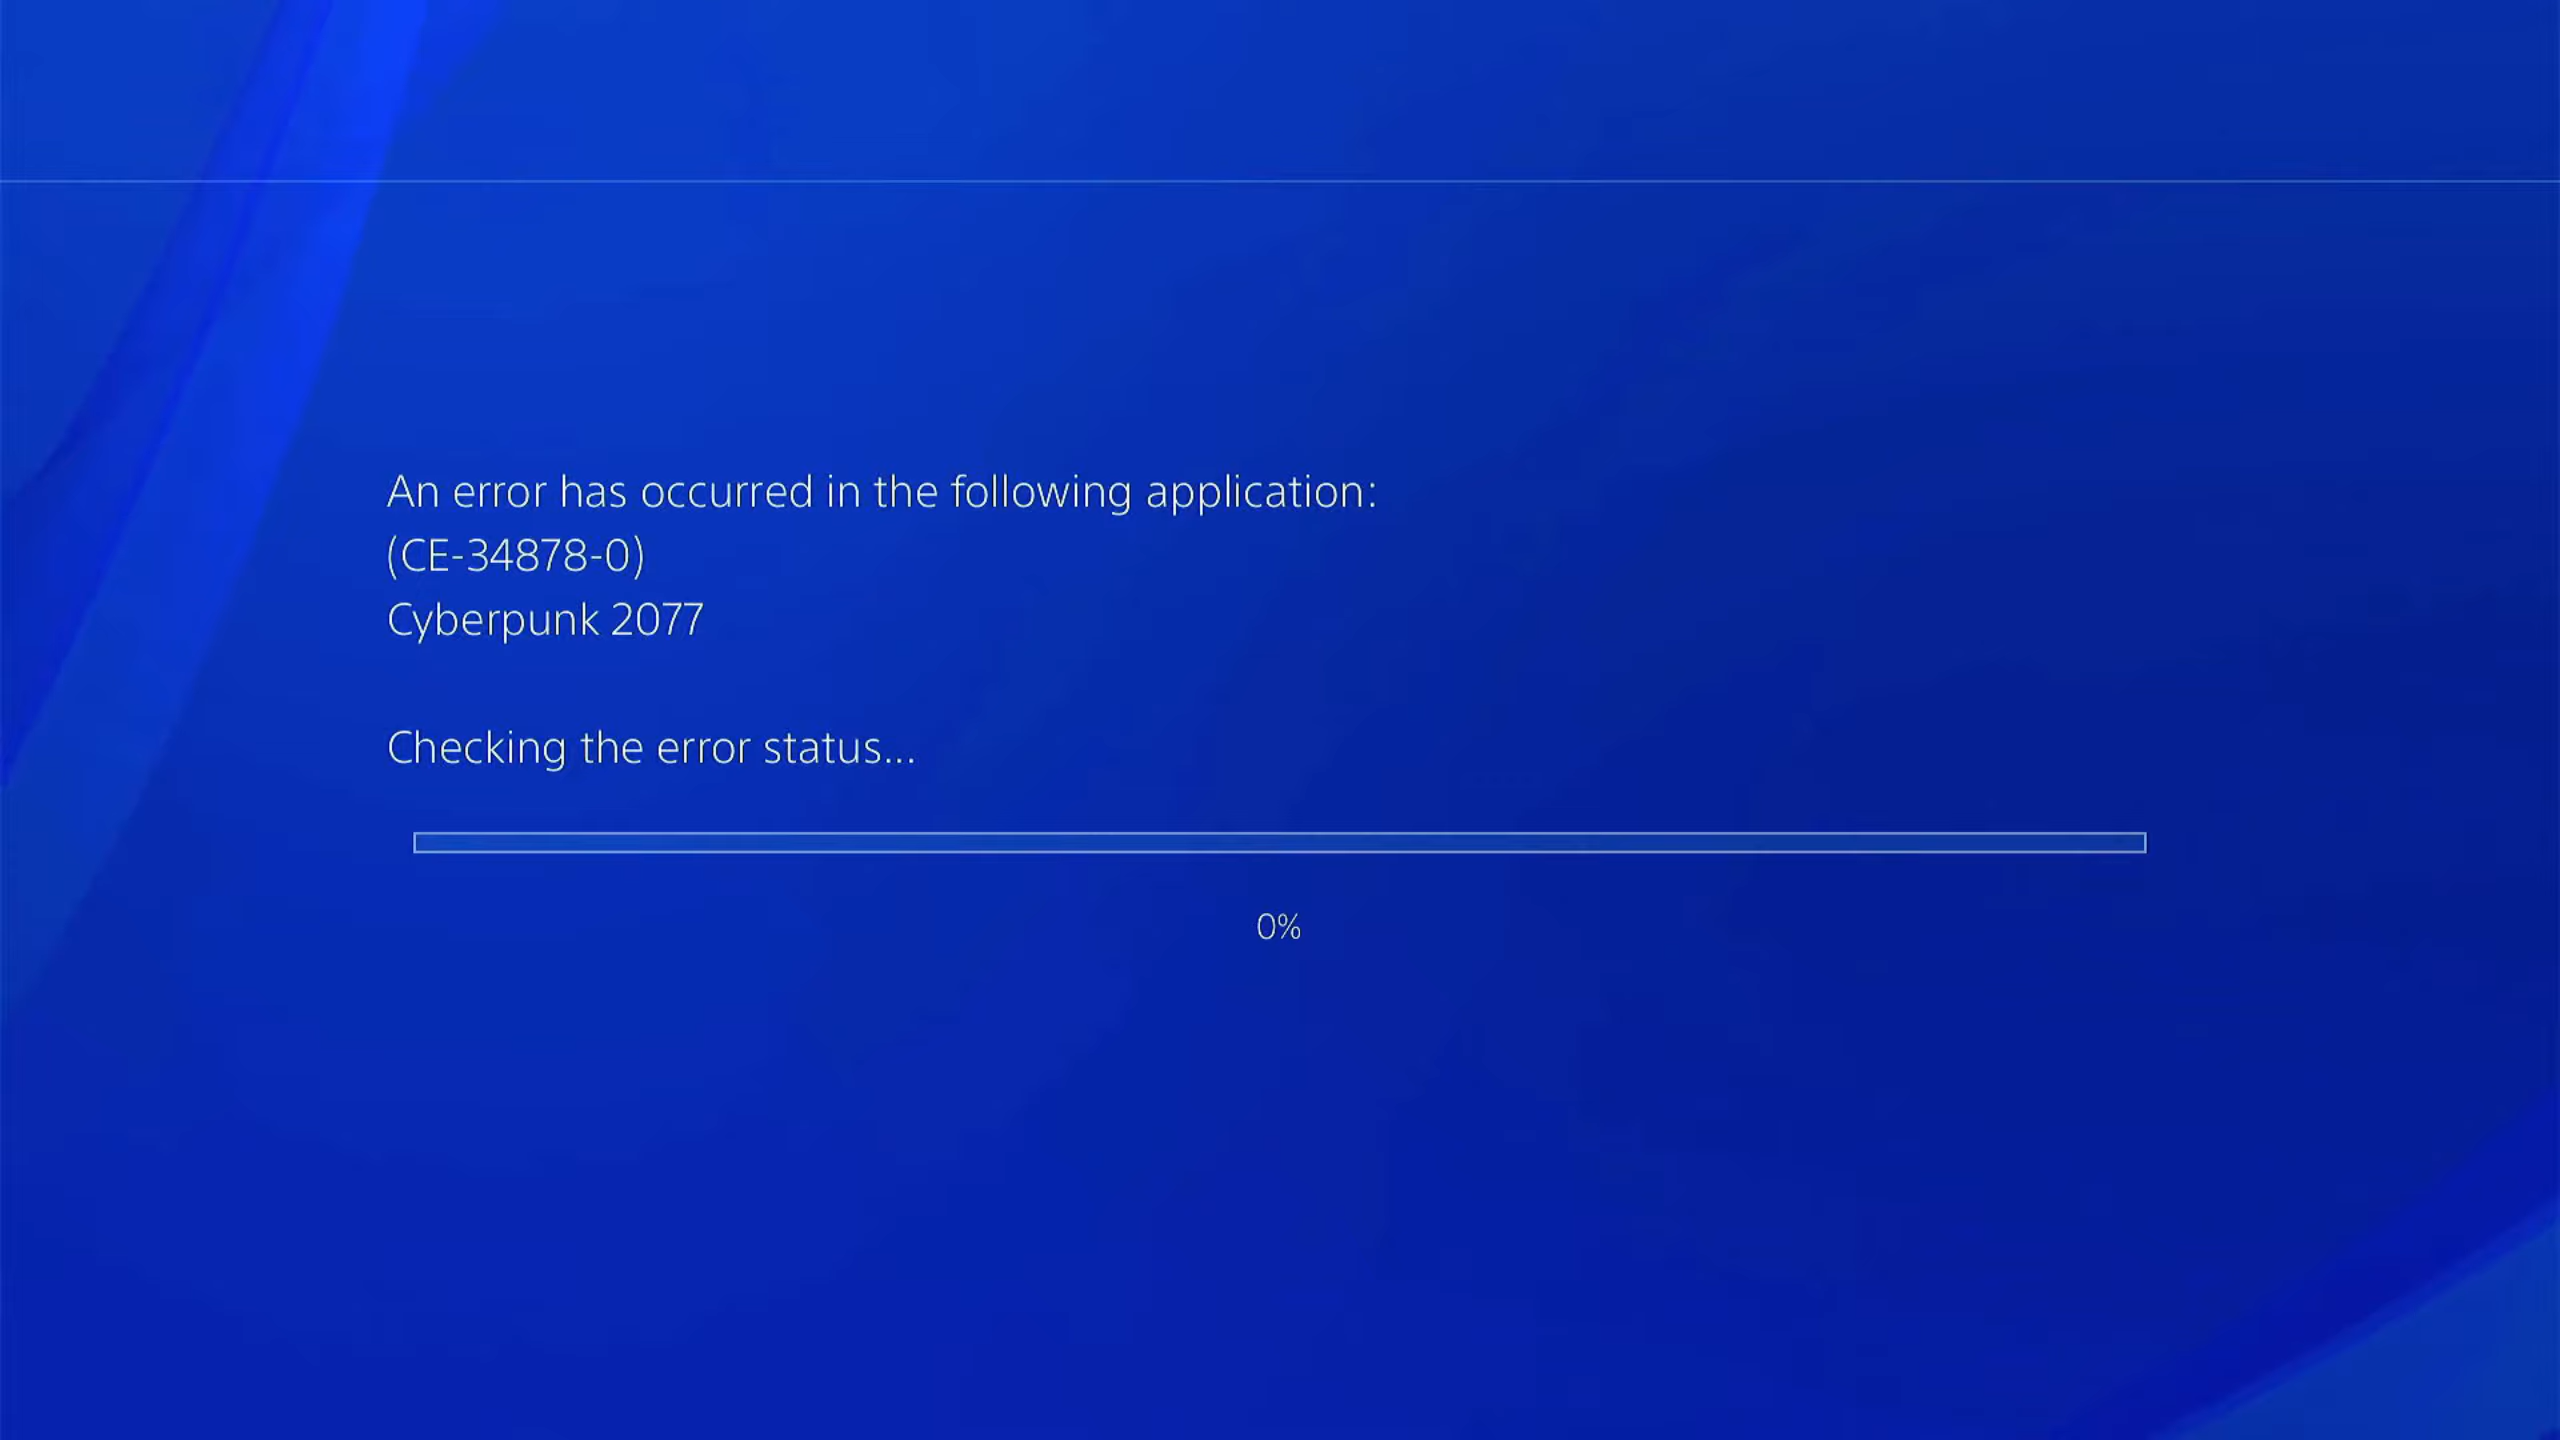 An error has occurred in the following application:
(CE-34878-0)
Cyberpunk 2077
Checking the error status...
0%